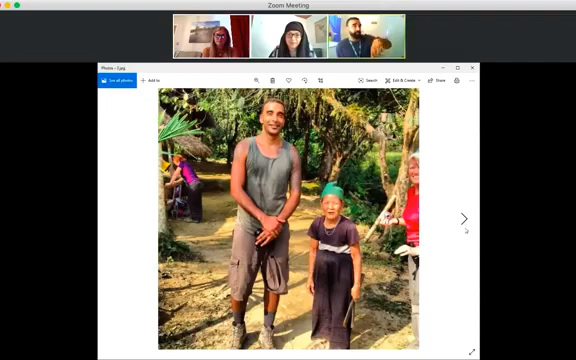 Zoom Meeting
Photos - 3.jpg
See all photos
Add to
Search
Edit & Create
Share